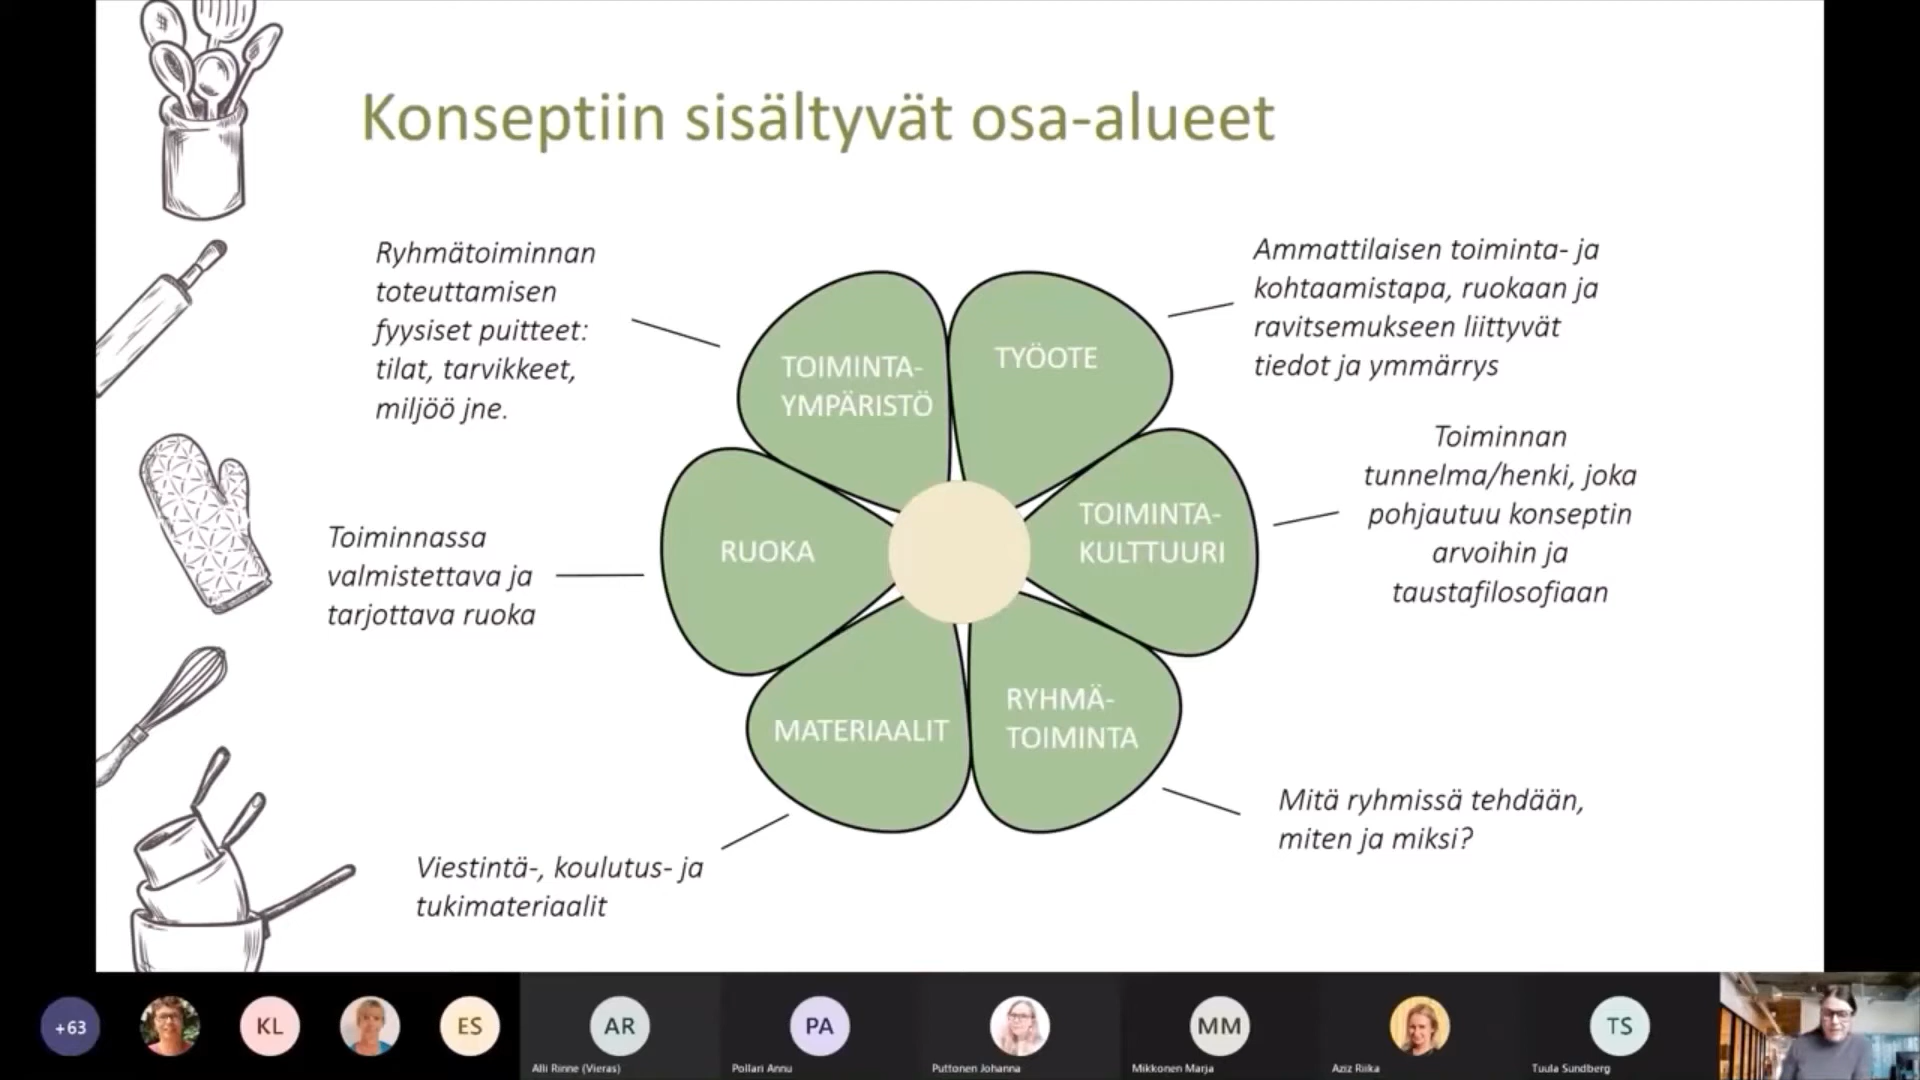 Konseptiin sisältyvät osa-alueet
Ryhmätoiminnan
toteuttamisen
fyysiset puitteet:
tilat, tarvikkeet,
miljöö jne.
TOIMINTA-
YMPÄRISTÖ
TYÖOTE
Ammattilaisen toiminta- ja
kohtaamistapa, ruokaan ja
ravitsemukseen liittyvät
tiedot ja ymmärrys
Toiminnassa
valmistettava ja
tarjottava ruoka
RUOKA
TOIMINTA-
KULTTUURI
Toiminnan
tunnelma/henki, joka
pohjautuu konseptin
arvoihin ja
taustafilosofiaan
MATERIAALIT
RYHMÄ-
TOIMINTA
Viestintä-, koulutus- ja
tukimateriaalit
Mitä ryhmissä tehdään,
miten ja miksi?
+63
KL
ES
AR
Alli Rinne (Vieras)
PA
Pollari Annu
Puttonen Johanna
MM
Mikkonen Marja
Aziz Riika
TS
Tuula Sundberg